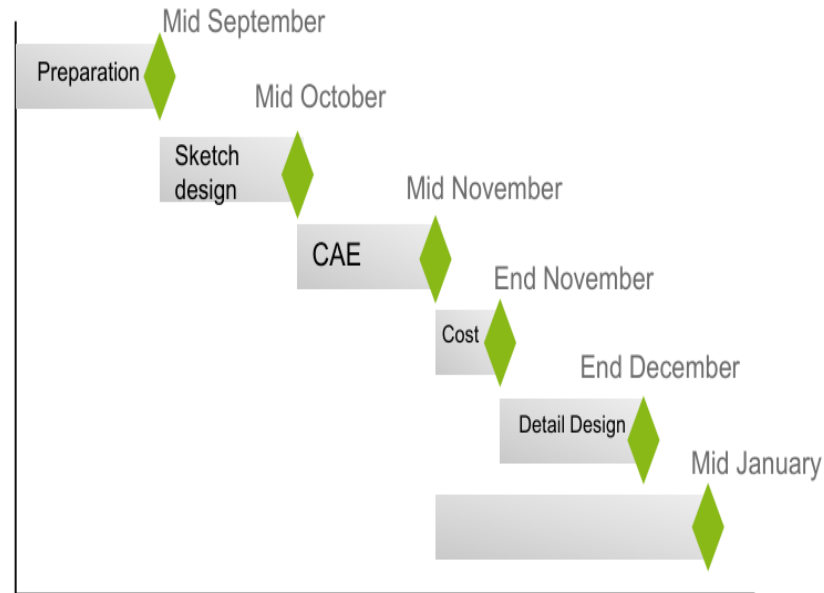 Mid September
Preparation
Mid October
Sketch
design
Mid November
CAE
End November
Cost
End December
Detail Design
Mid January